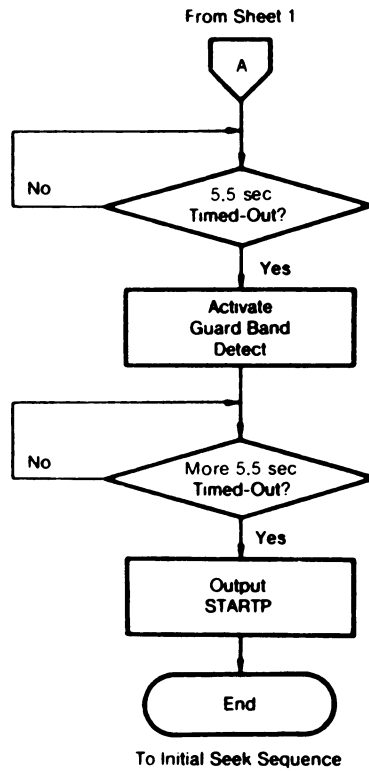 From Sheet 1
A
5.5 sec
Timed-Out?
No
Yes
Activate
Guard Band
Detect
More 5.5 sec
Timed-Out?
No
Yes
Output
STARTP
End
To Initial Seek Sequence